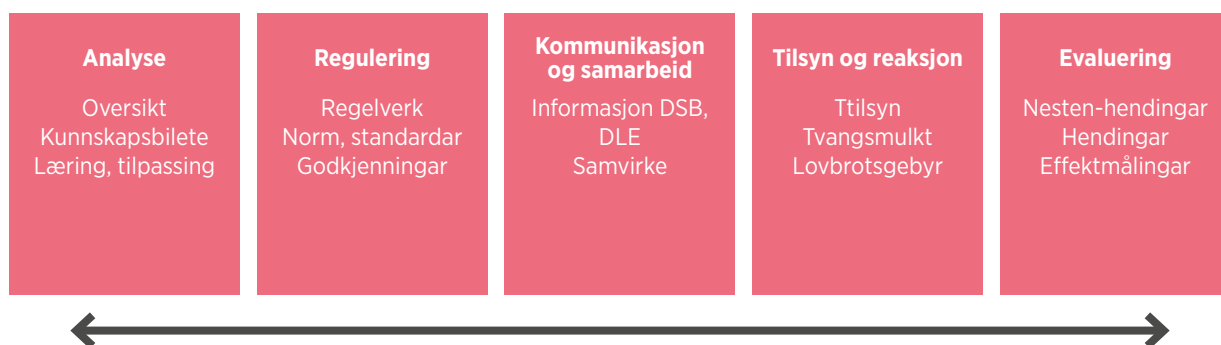 Analyse
Oversikt
Kunnskapsbilete
Læring, tilpassing
Regulering
Regelverk
Norm, standardar
Godkjenningar
Kommunikasjon
og samarbeid
Informasjon DSB,
DLE
Samvirke
Tilsyn og reaksjon
Ttilsyn
Tvangsmulkt
Lovbrotsgebyr
Evaluering
Nesten-hendingar
Hendingar
Effektmålingar